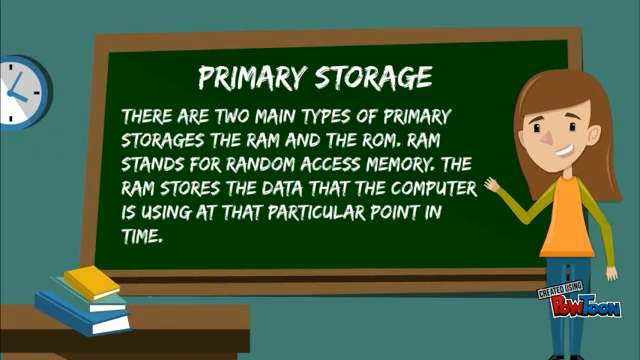 PRIMARY STORAGE
THERE ARE TWO MAIN TYPES OF PRIMARY
STORAGES THE RAM AND THE ROM. RAM
STANDS FOR RANDOM ACCESS MEMORY. THE
RAM STORES THE DATA THAT THE COMPUTER
IS USING AT THAT PARTICULAR POINT IN
TIME.
CREATED USING
POWTOON